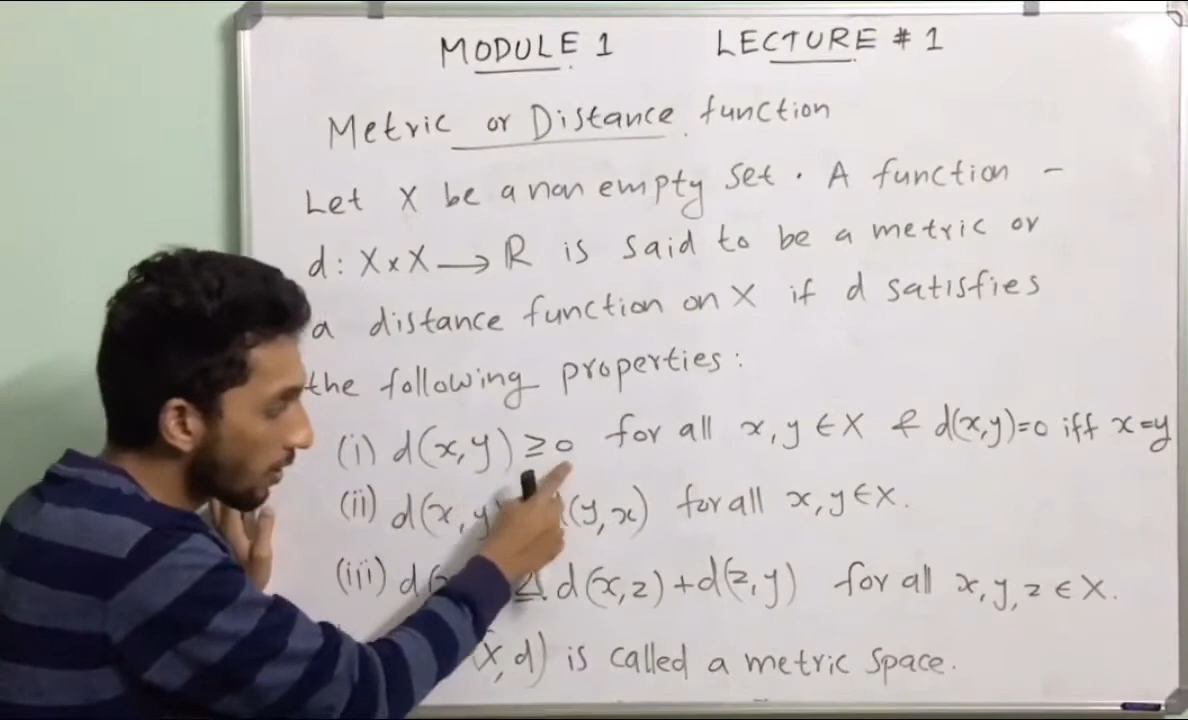 MODULE 1 LECTURE # 1
Metric or Distance function
Let X be a non empty set. A function -
d: X×X → ℝ is said to be a metric or
a distance function on X if d satisfies
the following properties:
(i) d(x,y) ≥ 0 for all x,y ∈ X & d(x,y)=0 iff x=y
(ii) d(x,y (y,x) for all x,y ∈ X.
(iii) d( ≤ d(x,z)+d(z,y) for all x,y,z ∈ X.
(X,d) is called a metric space.